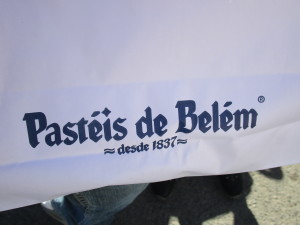 Pastéis de Belém®
≈ desde 1837 ≈